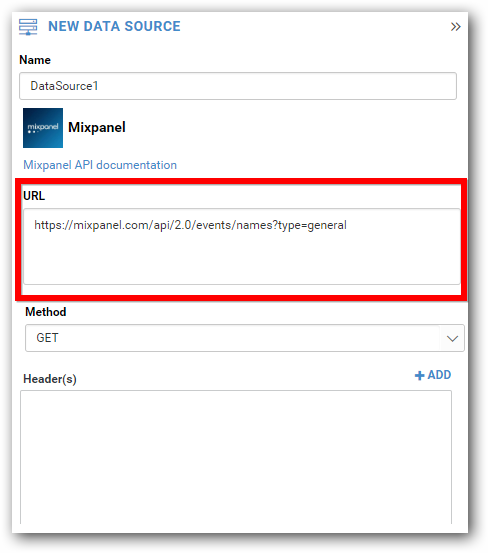 NEW DATA SOURCE
Name
DataSource1
mixpanel
Mixpanel
Mixpanel API documentation
URL
https://mixpanel.com/api/2.0/events/names?type=general
Method
GET
Header(s)
+ ADD